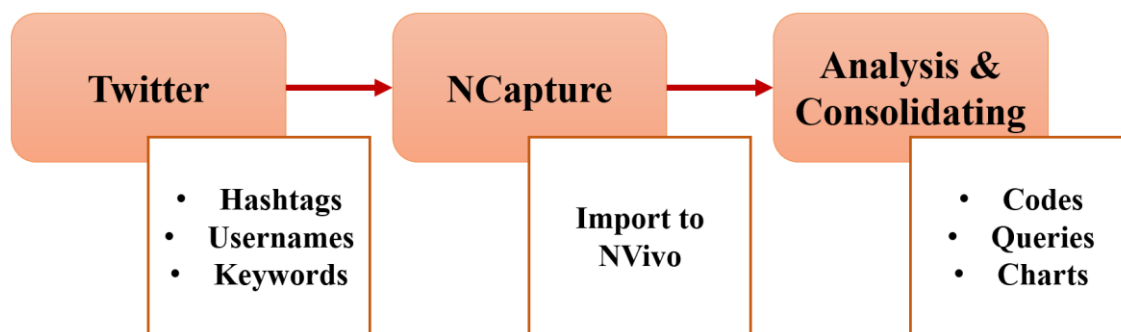 Twitter
NCapture
Analysis &
Consolidating
• Hashtags
• Usernames
• Keywords
Import to
NVivo
• Codes
• Queries
• Charts